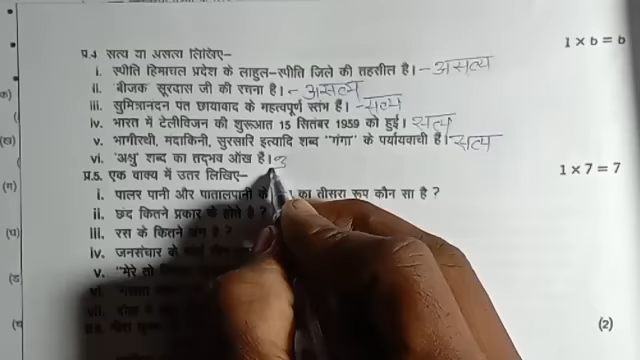 प्र.4 सत्य या असत्य लिखिए– 1 x 6 = 6
i. स्पीति हिमाचल प्रदेश के लाहुल–स्पीति जिले की तहसील है। – असत्य
ii. बीजक सूरदास जी की रचना है। – असत्य
iii. सुमित्रानंदन पंत छायावाद के महत्वपूर्ण स्तंभ हैं। – सत्य
iv. भारत में टेलीविजन की शुरूआत 15 सितंबर 1959 को हुई। सत्य
v. भागीरथी, मंदाकिनी, सुरसरि इत्यादि शब्द "गंगा" के पर्यायवाची हैं। सत्य
vi. 'अश्रु' शब्द का तद्भव आँख है।
प्र.5. एक वाक्य में उतर लिखिए– 1 x 7 = 7
i. पालर पानी और पातालपानी के का तीसरा रूप कौन सा है ?
ii. छंद कितने प्रकार के होते है ?
iii. रस के कितने है ?
iv. जनसंचार के
v. "मेरे तो
(2)
(ख)
(ग)
(घ)